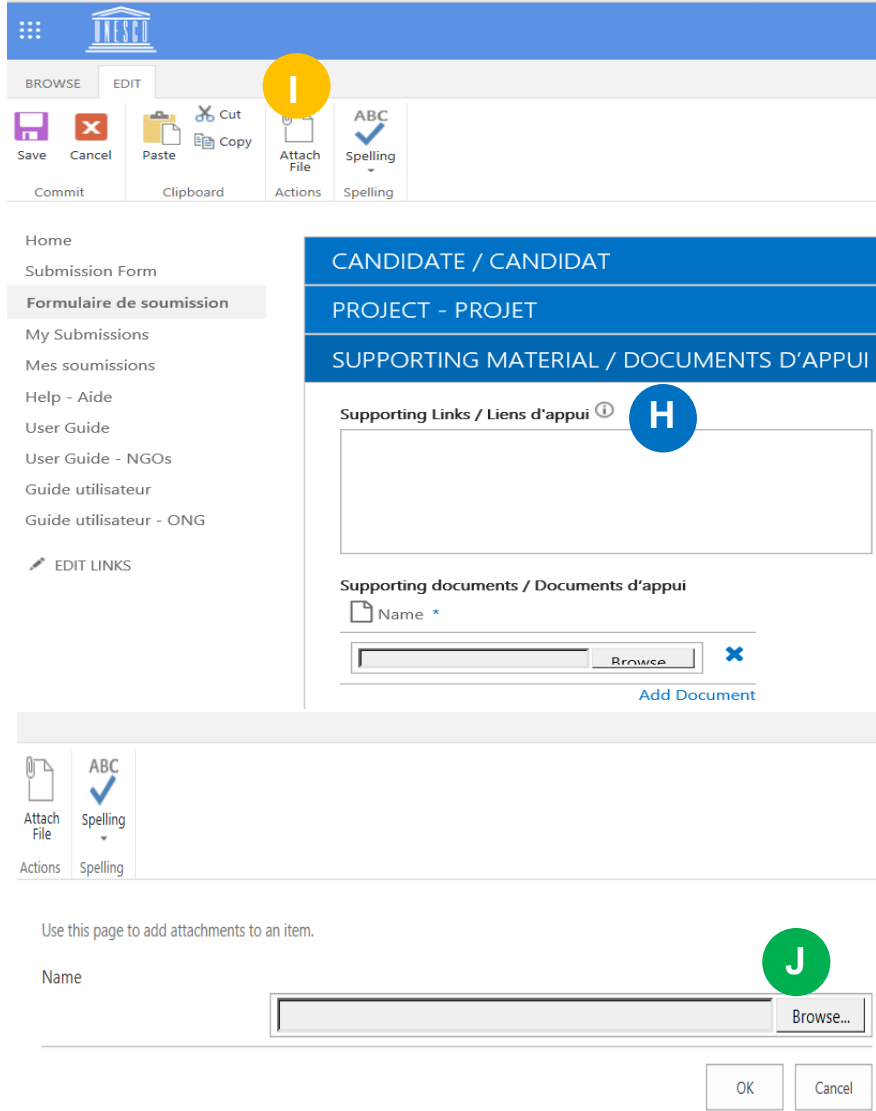 UNESCO
BROWSE EDIT
I
Save Cancel Paste Cut Copy Attach File ABC Spelling
Commit Clipboard Actions Spelling
Home
Submission Form
Formulaire de soumission
My Submissions
Mes soumissions
Help - Aide
User Guide
User Guide - NGOs
Guide utilisateur
Guide utilisateur - ONG
EDIT LINKS
CANDIDATE / CANDIDAT
PROJECT - PROJET
SUPPORTING MATERIAL / DOCUMENTS D’APPUI
Supporting Links / Liens d'appui
H
Supporting documents / Documents d’appui
Name *
Browse...
Add Document
Attach File ABC Spelling
Actions Spelling
Use this page to add attachments to an item.
J
Name
Browse...
OK Cancel